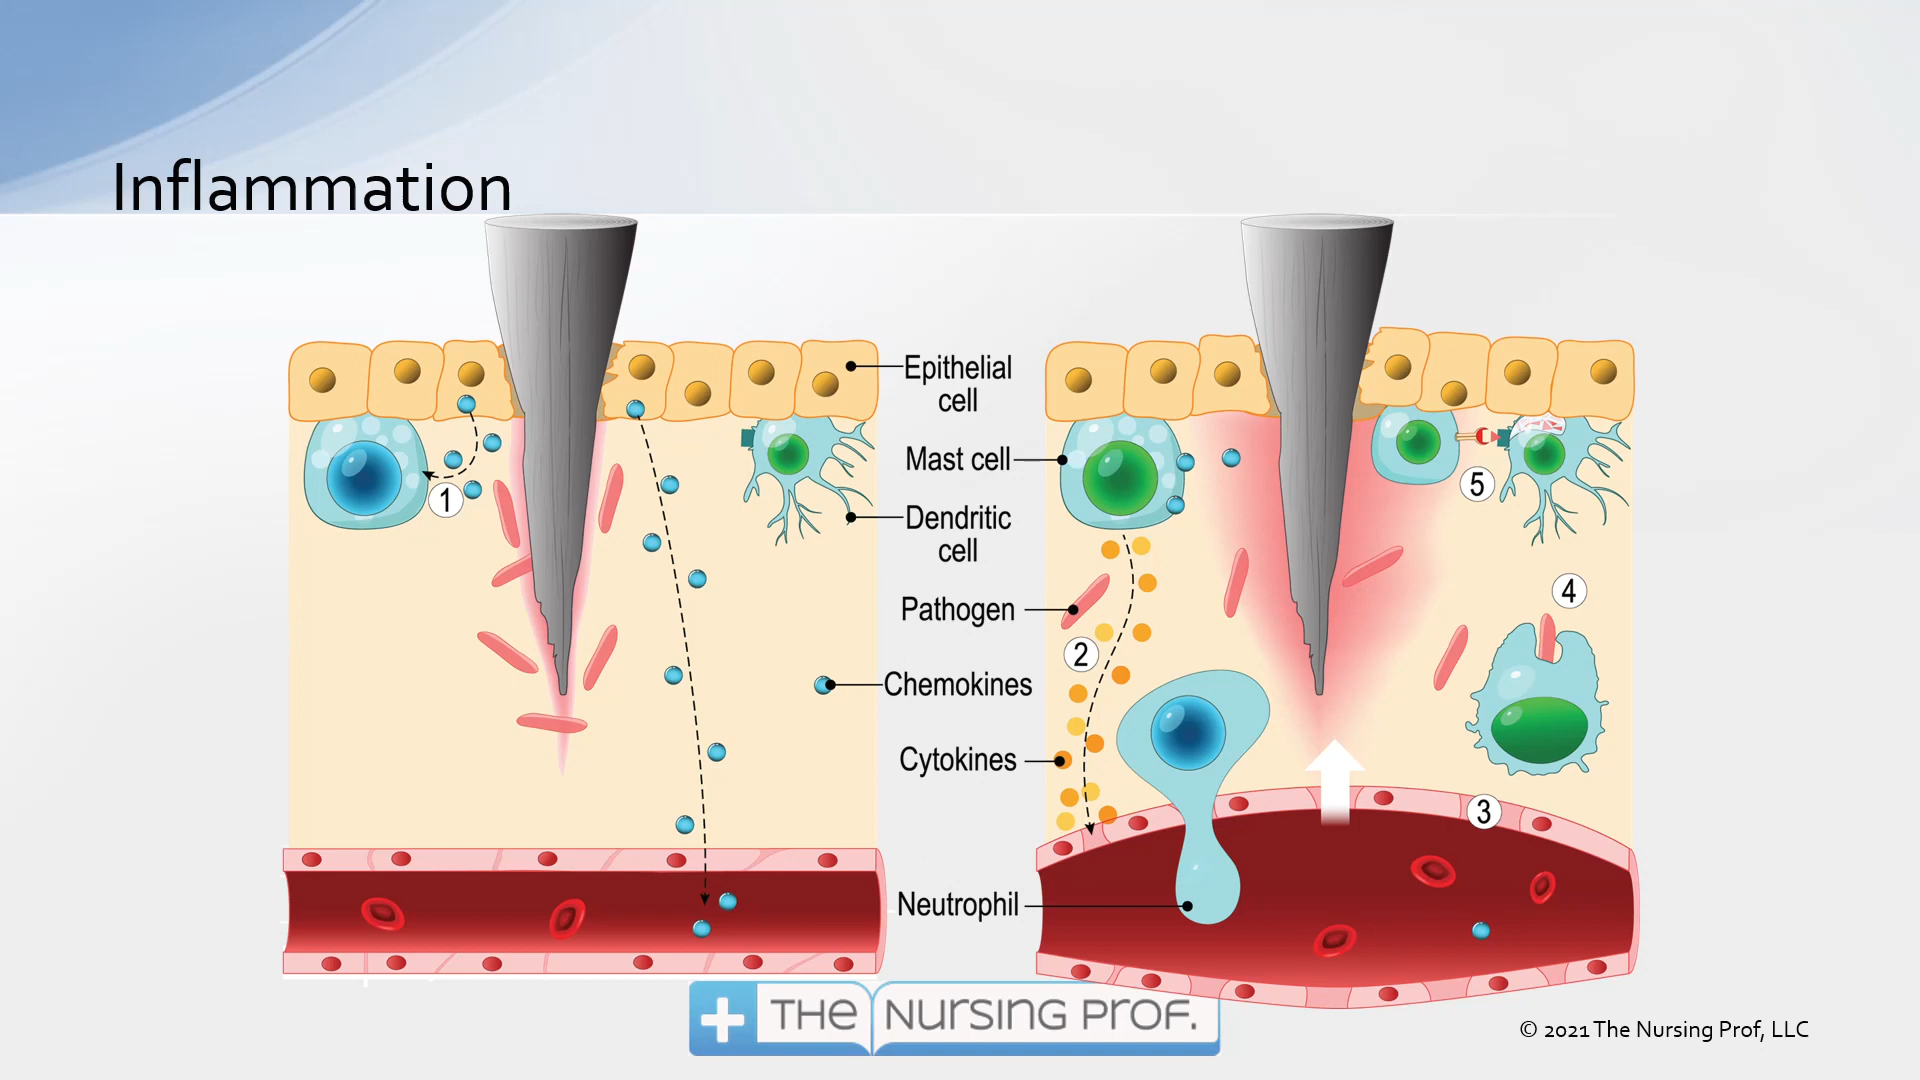 Inflammation
Epithelial
cell
Mast cell
Dendritic
cell
Pathogen
Chemokines
Cytokines
Neutrophil
1
2
3
4
5
THE NURSING PROF.
© 2021 The Nursing Prof, LLC